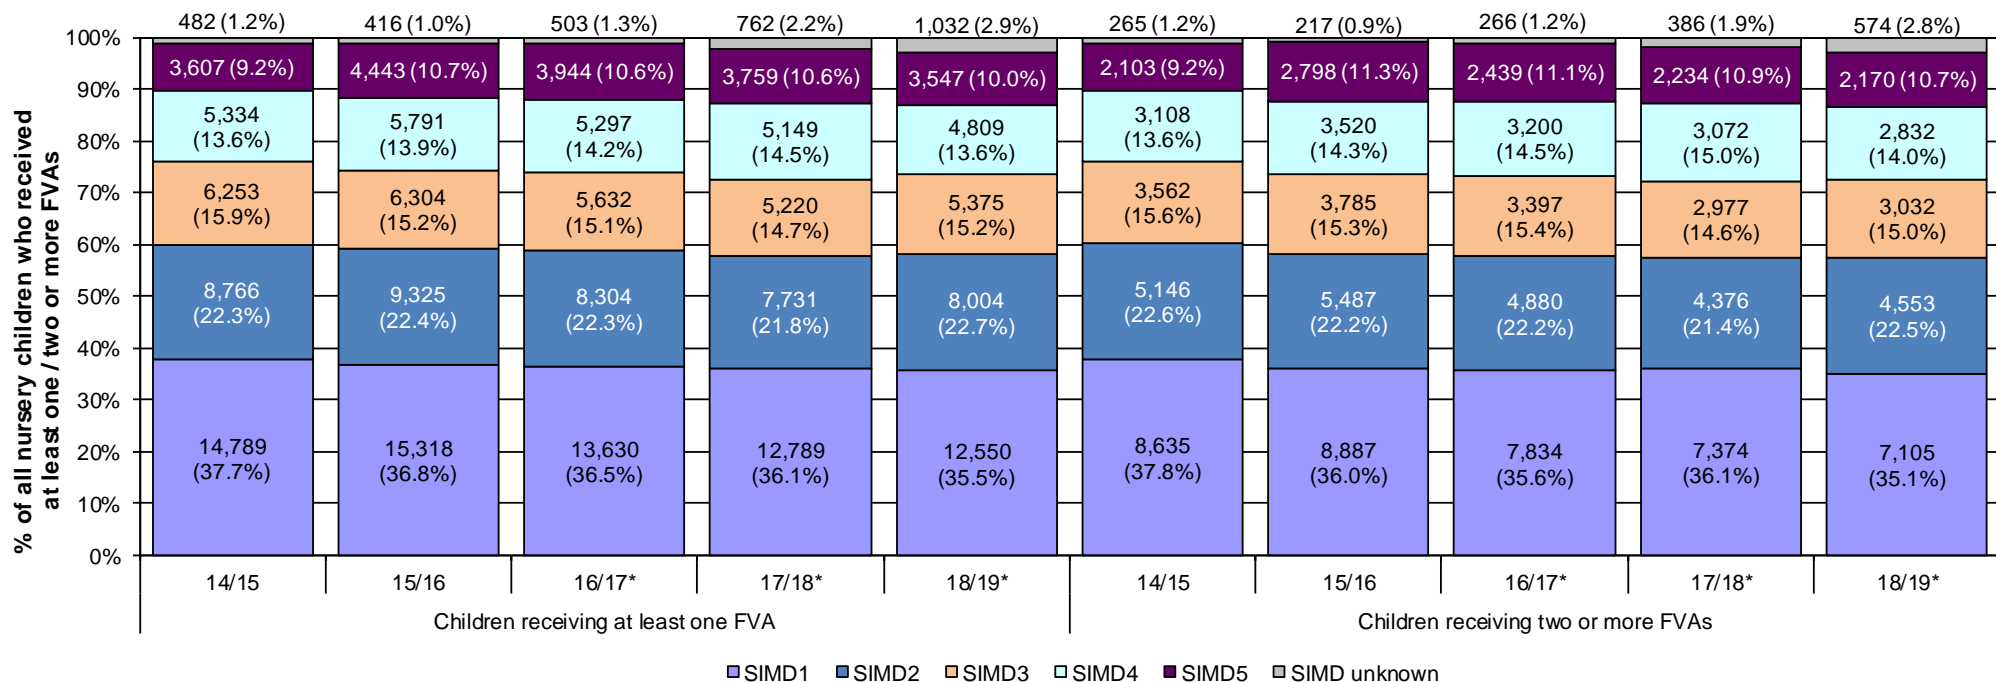 482 (1.2%) 416 (1.0%) 503 (1.3%) 762 (2.2%) 1,032 (2.9%) 265 (1.2%) 217 (0.9%) 266 (1.2%) 386 (1.9%) 574 (2.8%)
% of all nursery children who received
at least one / two or more FVAs
100%
90%
80%
70%
60%
50%
40%
30%
20%
10%
0%
3,607 (9.2%) 4,443 (10.7%) 3,944 (10.6%) 3,759 (10.6%) 3,547 (10.0%) 2,103 (9.2%) 2,798 (11.3%) 2,439 (11.1%) 2,234 (10.9%) 2,170 (10.7%)
5,334 5,791 5,297 5,149 4,809 3,108 3,520 3,200 3,072 2,832
(13.6%) (13.9%) (14.2%) (14.5%) (13.6%) (13.6%) (14.3%) (14.5%) (15.0%) (14.0%)
6,253 6,304 5,632 5,220 5,375 3,562 3,785 3,397 2,977 3,032
(15.9%) (15.2%) (15.1%) (14.7%) (15.2%) (15.6%) (15.3%) (15.4%) (14.6%) (15.0%)
8,766 9,325 8,304 7,731 8,004 5,146 5,487 4,880 4,376 4,553
(22.3%) (22.4%) (22.3%) (21.8%) (22.7%) (22.6%) (22.2%) (22.2%) (21.4%) (22.5%)
14,789 15,318 13,630 12,789 12,550 8,635 8,887 7,834 7,374 7,105
(37.7%) (36.8%) (36.5%) (36.1%) (35.5%) (37.8%) (36.0%) (35.6%) (36.1%) (35.1%)
14/15 15/16 16/17* 17/18* 18/19* 14/15 15/16 16/17* 17/18* 18/19*
Children receiving at least one FVA Children receiving two or more FVAs
SIMD1 SIMD2 SIMD3 SIMD4 SIMD5 SIMD unknown